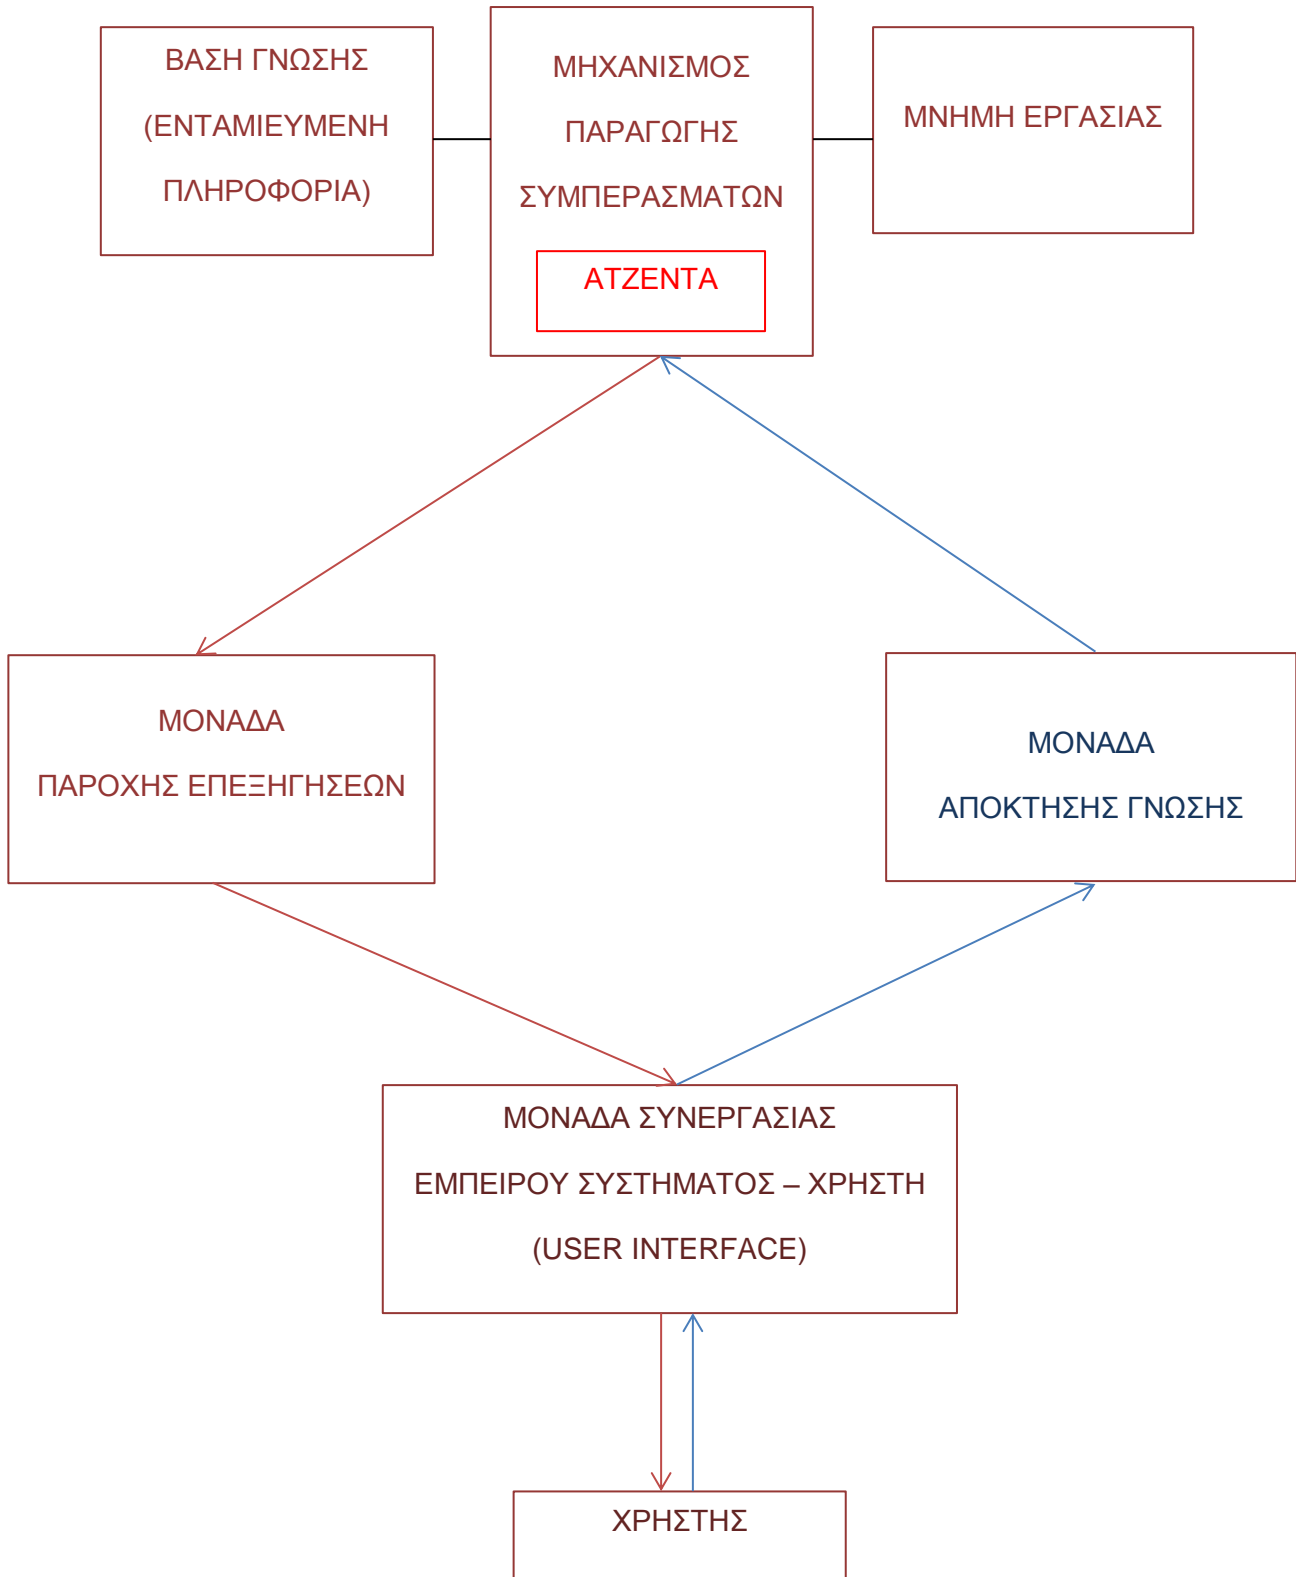 ΒΑΣΗ ΓΝΩΣΗΣ
(ΕΝΤΑΜΙΕΥΜΕΝΗ
ΠΛΗΡΟΦΟΡΙΑ)
ΜΗΧΑΝΙΣΜΟΣ
ΠΑΡΑΓΩΓΗΣ
ΣΥΜΠΕΡΑΣΜΑΤΩΝ
ΑΤΖΕΝΤΑ
ΜΝΗΜΗ ΕΡΓΑΣΙΑΣ
ΜΟΝΑΔΑ
ΠΑΡΟΧΗΣ ΕΠΕΞΗΓΗΣΕΩΝ
ΜΟΝΑΔΑ
ΑΠΟΚΤΗΣΗΣ ΓΝΩΣΗΣ
ΜΟΝΑΔΑ ΣΥΝΕΡΓΑΣΙΑΣ
ΕΜΠΕΙΡΟΥ ΣΥΣΤΗΜΑΤΟΣ – ΧΡΗΣΤΗ
(USER INTERFACE)
ΧΡΗΣΤΗΣ